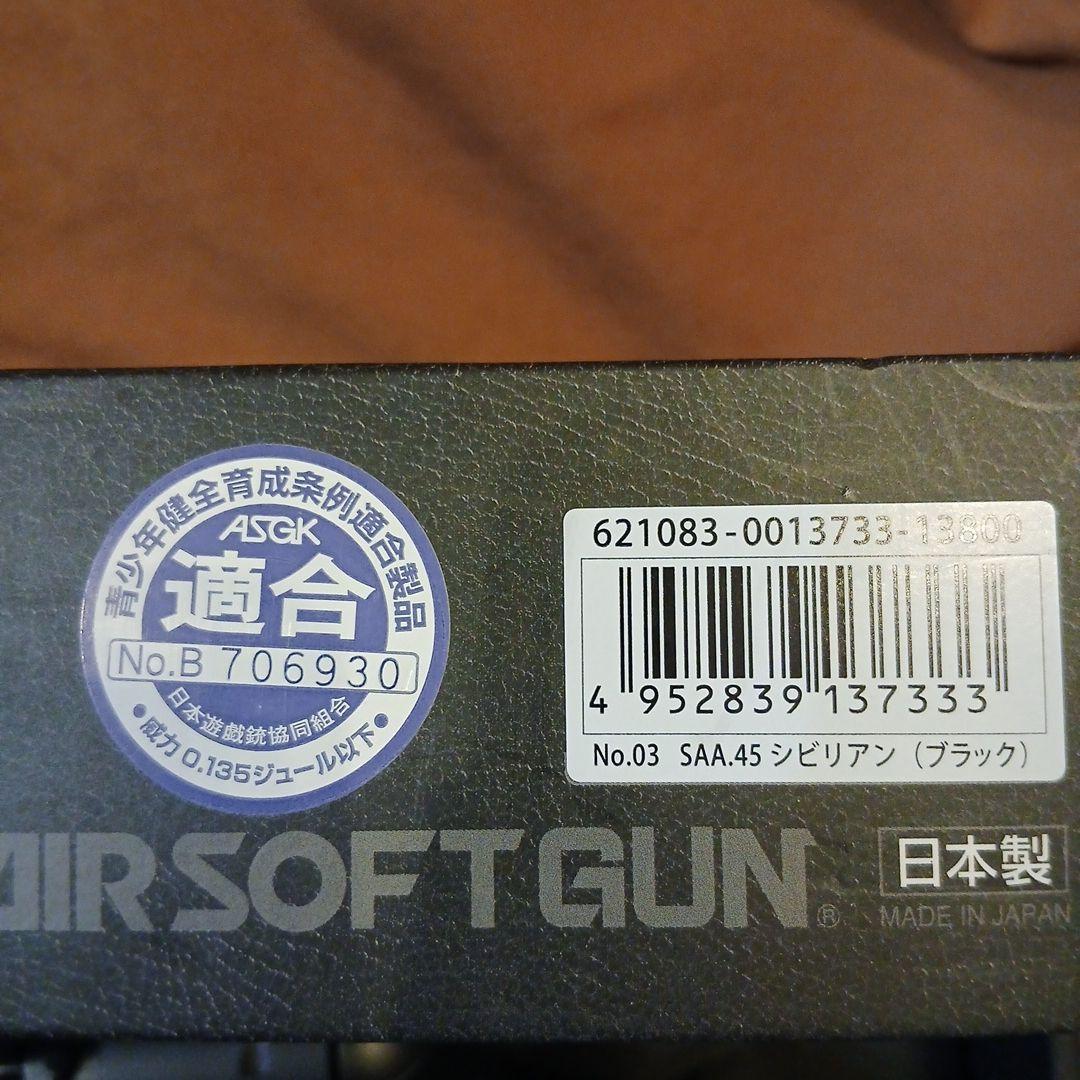 青少年健全育成条例適合製品
ASGK
適合
No.B 706930
日本遊戯銃協同組合
•威力 0.135ジュール以下•
621083-0013733-13800
4 952839 137333
No.03 SAA.45 シビリアン（ブラック）
AIRSOFTGUN®
日本製
MADE IN JAPAN